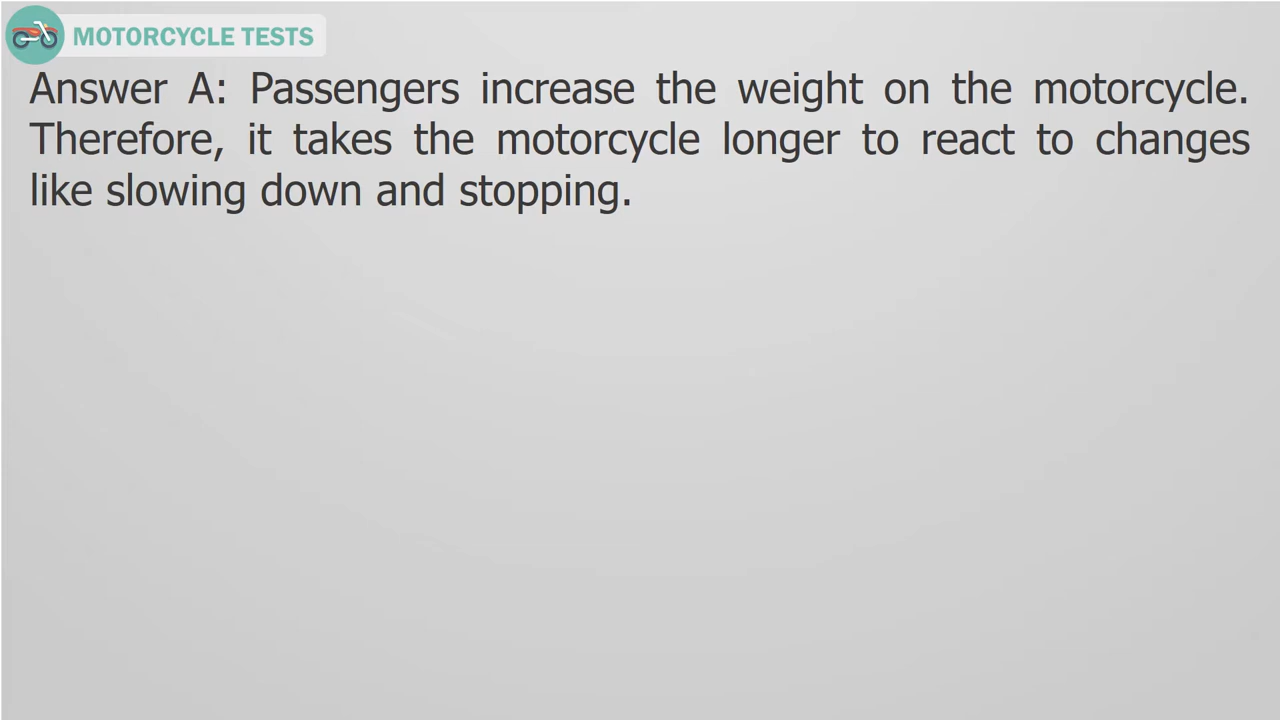 MOTORCYCLE TESTS
Answer A: Passengers increase the weight on the motorcycle.
Therefore, it takes the motorcycle longer to react to changes
like slowing down and stopping.